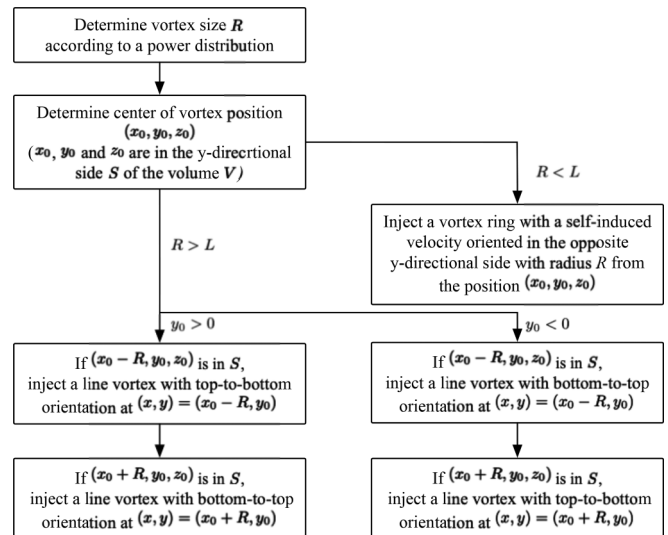 Determine vortex size R
according to a power distribution
Determine center of vortex position
(x₀, y₀, z₀)
(x₀, y₀ and z₀ are in the y-direcrtional
side S of the volume V)
R < L
Inject a vortex ring with a self-induced
velocity oriented in the opposite
y-directional side with radius R from
the position (x₀, y₀, z₀)
R > L
y₀ > 0
y₀ < 0
If (x₀ − R, y₀, z₀) is in S,
inject a line vortex with top-to-bottom
orientation at (x, y) = (x₀ − R, y₀)
If (x₀ − R, y₀, z₀) is in S,
inject a line vortex with bottom-to-top
orientation at (x, y) = (x₀ − R, y₀)
If (x₀ + R, y₀, z₀) is in S,
inject a line vortex with bottom-to-top
orientation at (x, y) = (x₀ + R, y₀)
If (x₀ + R, y₀, z₀) is in S,
inject a line vortex with top-to-bottom
orientation at (x, y) = (x₀ + R, y₀)